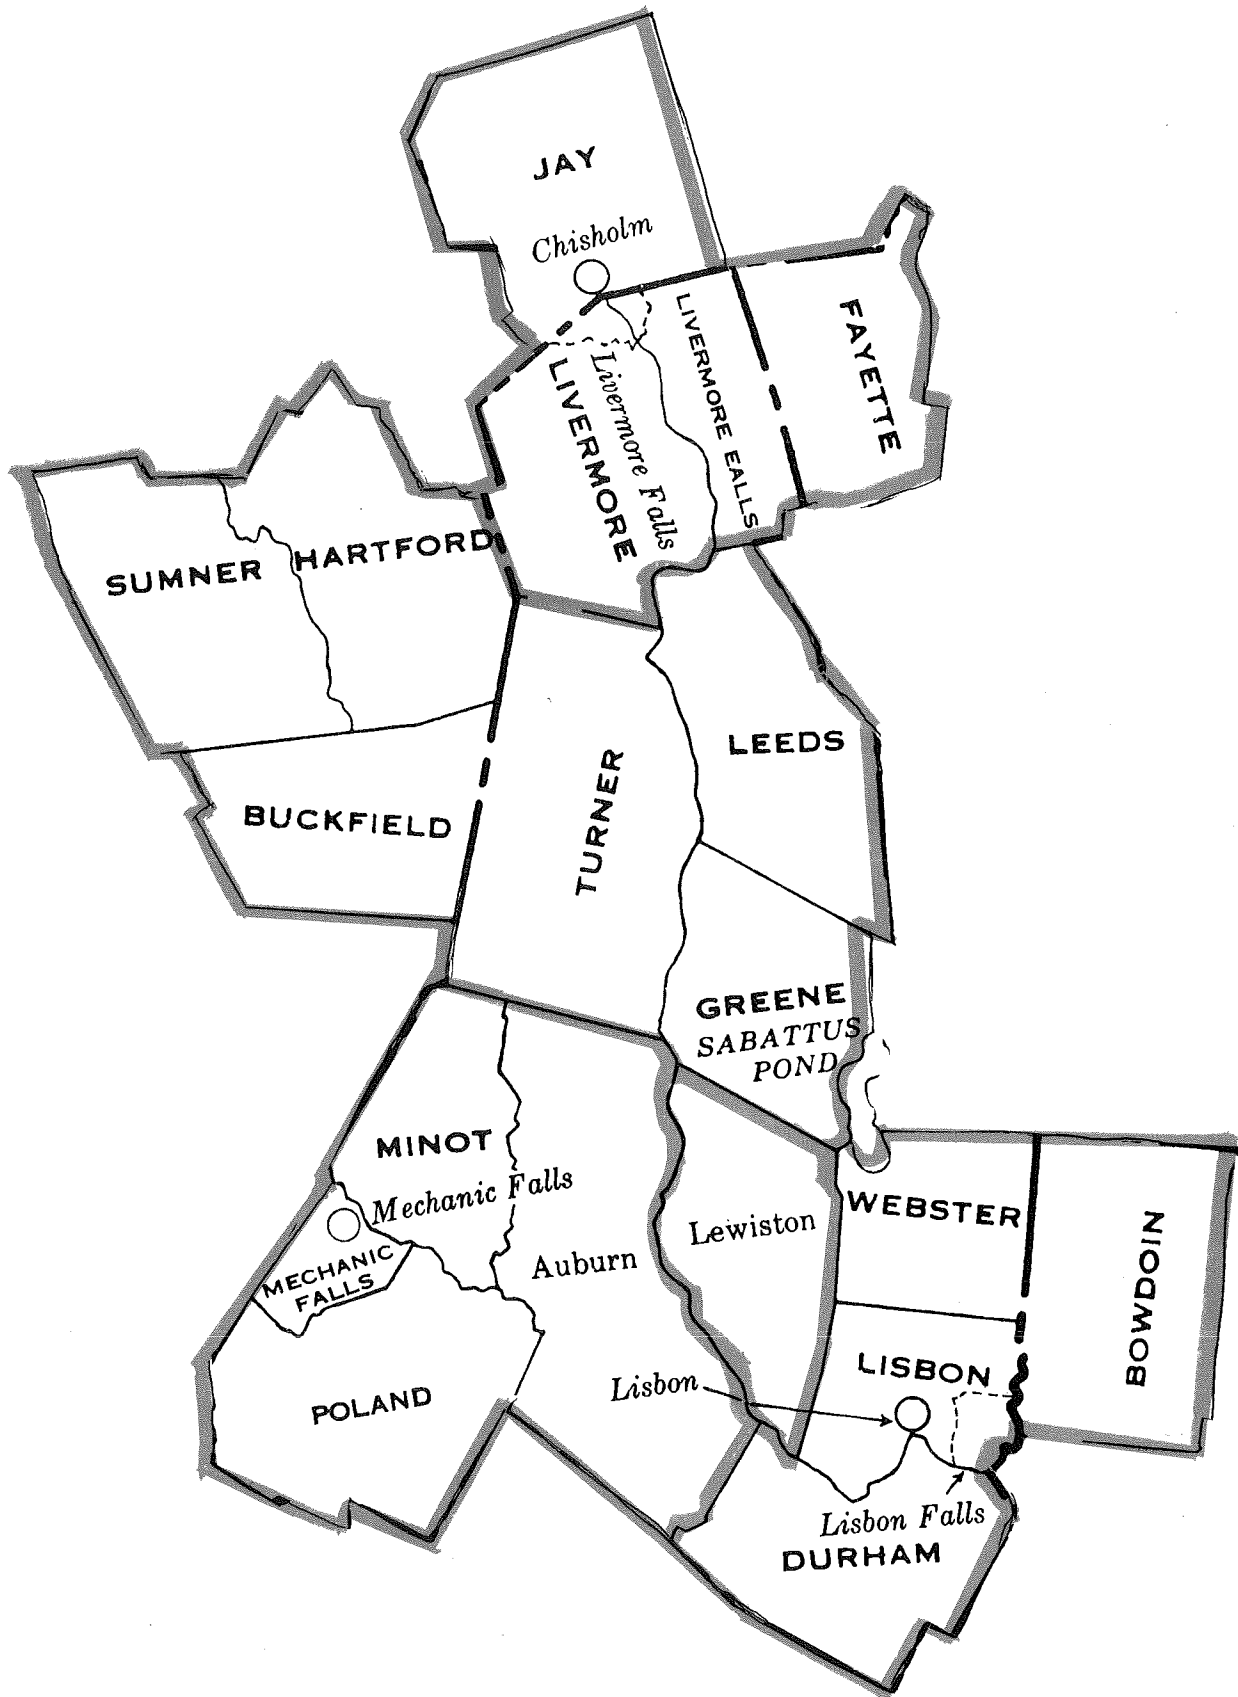 JAY
Chisholm
LIVERMORE EALLS
FAYETTE
Livermore Falls
LIVERMORE
SUMNER
HARTFORD
LEEDS
TURNER
BUCKFIELD
GREENE
SABATTUS
POND
MINOT
Mechanic Falls
MECHANIC
FALLS
Auburn
Lewiston
WEBSTER
BOWDOIN
LISBON
Lisbon
POLAND
Lisbon Falls
DURHAM